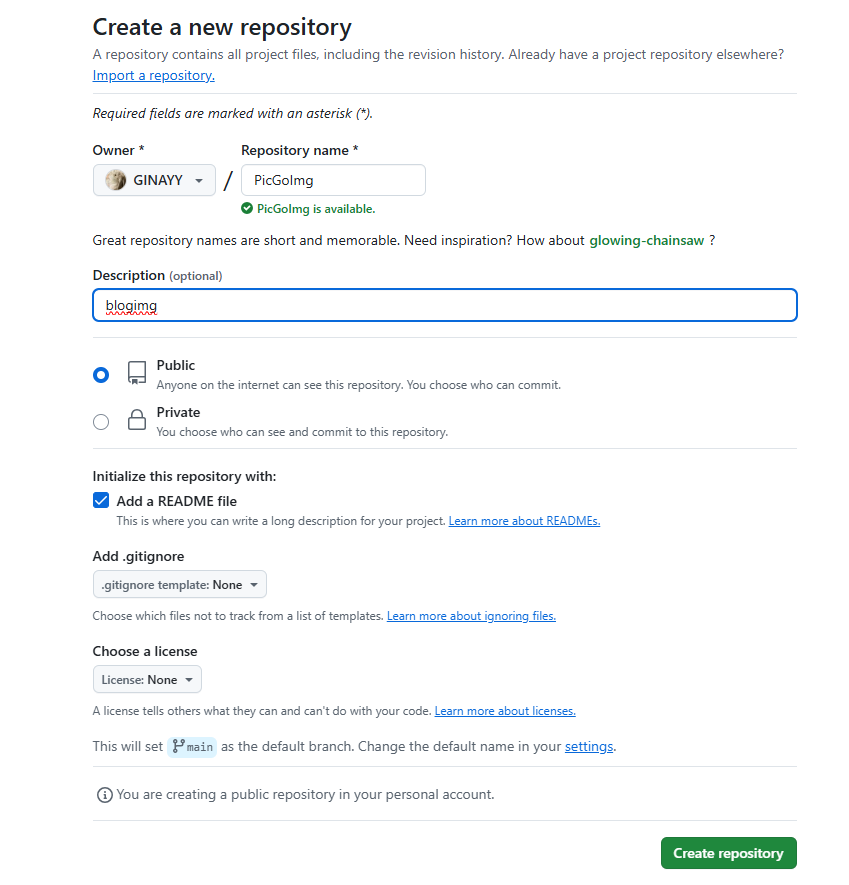 Create a new repository
A repository contains all project files, including the revision history. Already have a project repository elsewhere?
Import a repository.
Required fields are marked with an asterisk (*).
Owner * Repository name *
GINAYY / PicGoImg
PicGoImg is available.
Great repository names are short and memorable. Need inspiration? How about glowing-chainsaw ?
Description (optional)
blogimg
Public
Anyone on the internet can see this repository. You choose who can commit.
Private
You choose who can see and commit to this repository.
Initialize this repository with:
Add a README file
This is where you can write a long description for your project. Learn more about READMEs.
Add .gitignore
.gitignore template: None
Choose which files not to track from a list of templates. Learn more about ignoring files.
Choose a license
License: None
A license tells others what they can and can't do with your code. Learn more about licenses.
This will set main as the default branch. Change the default name in your settings.
You are creating a public repository in your personal account.
Create repository